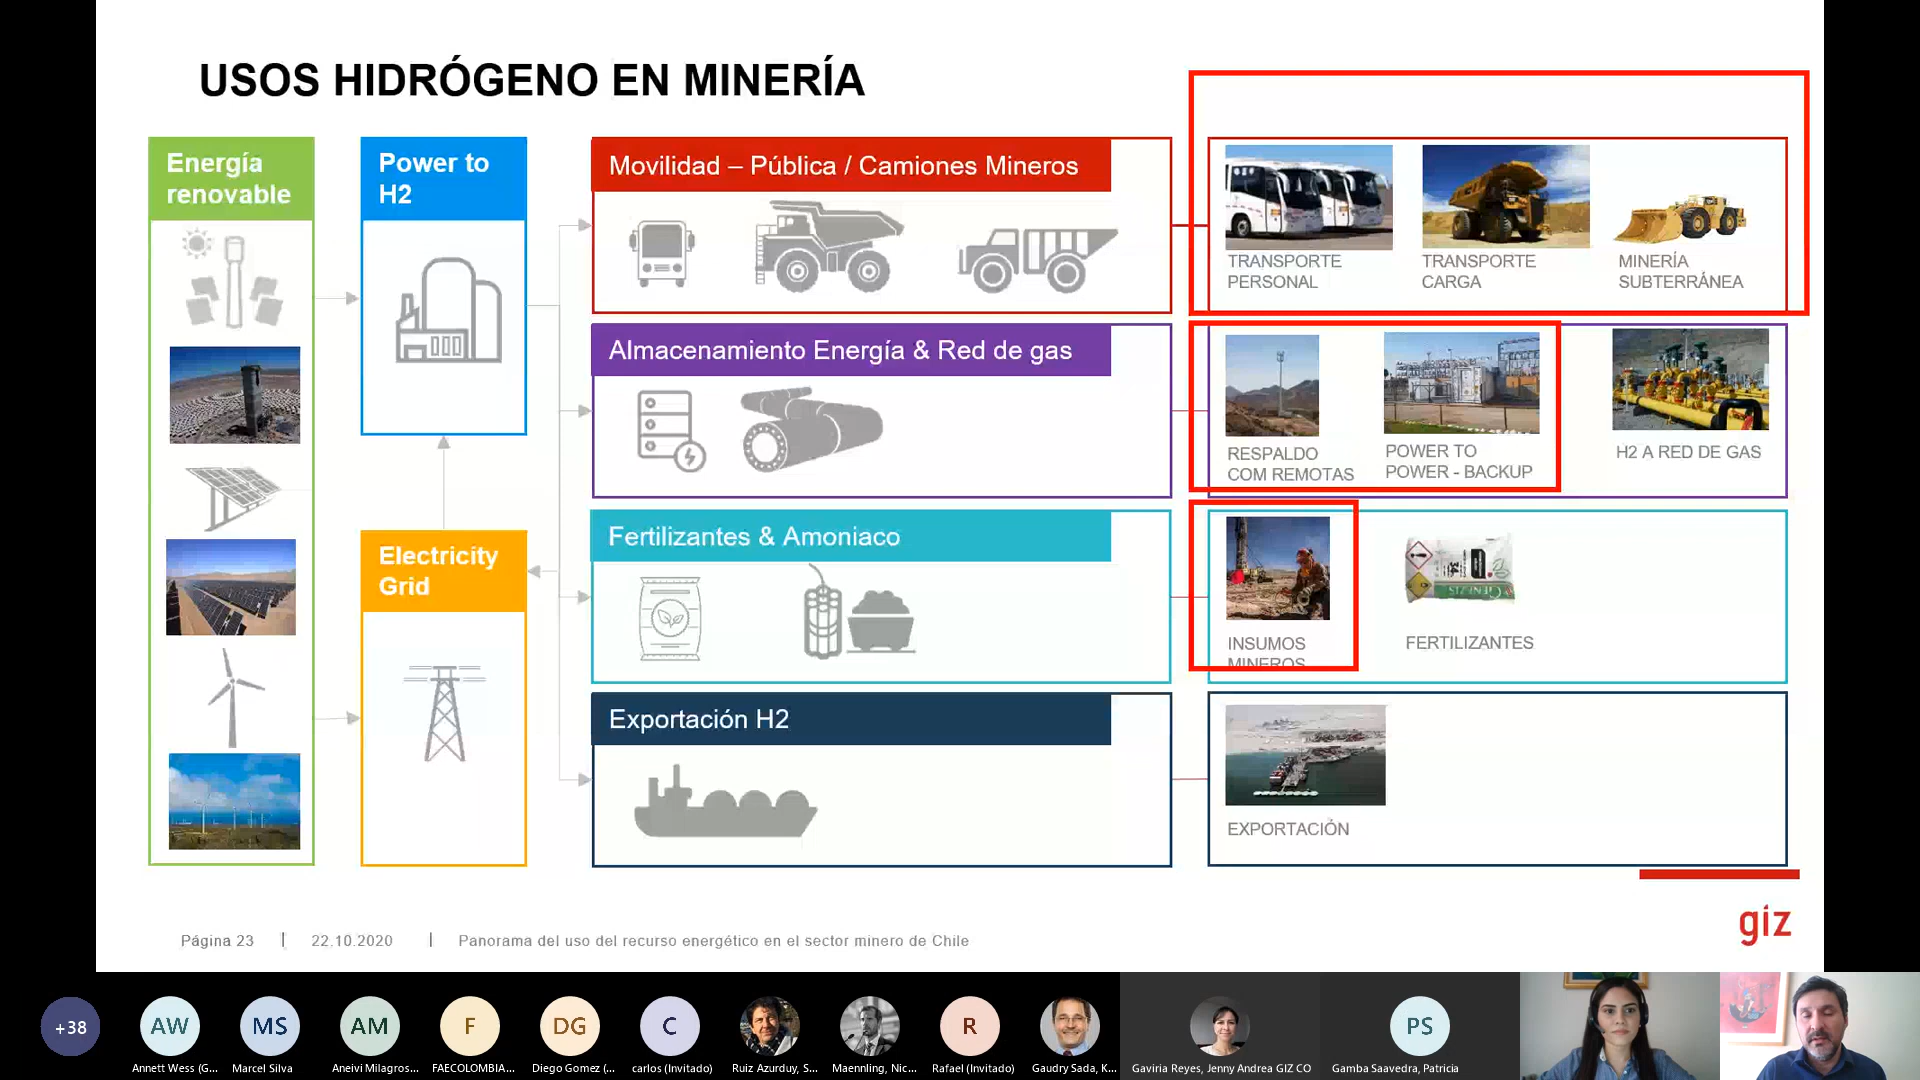 USOS HIDRÓGENO EN MINERÍA
Energía
renovable
Power to
H2
Electricity
Grid
Movilidad – Pública / Camiones Mineros
TRANSPORTE
PERSONAL
TRANSPORTE
CARGA
MINERÍA
SUBTERRÁNEA
Almacenamiento Energía & Red de gas
RESPALDO
COM REMOTAS
POWER TO
POWER - BACKUP
H2 A RED DE GAS
Fertilizantes & Amoniaco
INSUMOS
MINEROS
34
FERTILIZANTES
Exportación H2
EXPORTACIÓN
giz
Página 23 | 22.10.2020 | Panorama del uso del recurso energético en el sector minero de Chile
+38
AW
MS
AM
F
DG
C
R
PS
Annett Wess (G...
Marcel Silva
Aneivi Milagros...
FAECOLOMBIA...
Diego Gomez (...
carlos (Invitado)
Ruiz Azurduy, S...
Maennling, Nic...
Rafael (Invitado)
Gaudry Sada, K...
Gaviria Reyes, Jenny Andrea GIZ CO
Gamba Saavedra, Patricia